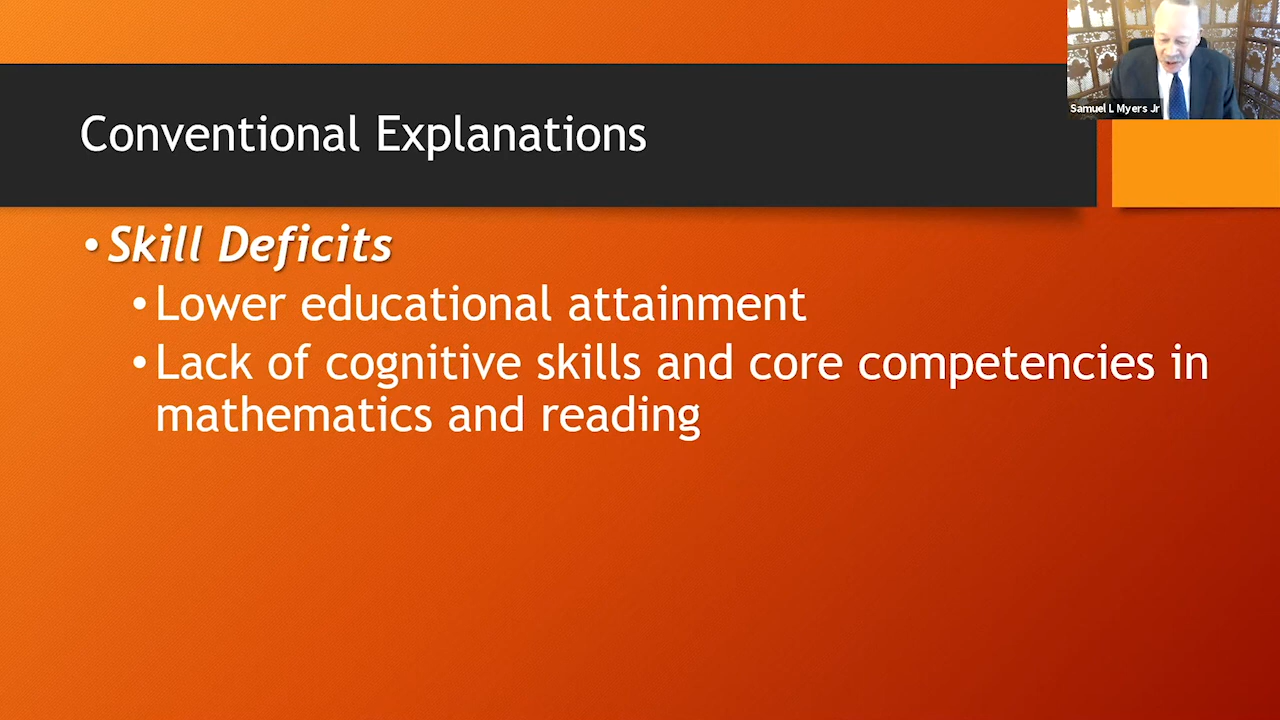 Samuel L Myers Jr
Conventional Explanations
• Skill Deficits
• Lower educational attainment
• Lack of cognitive skills and core competencies in
mathematics and reading